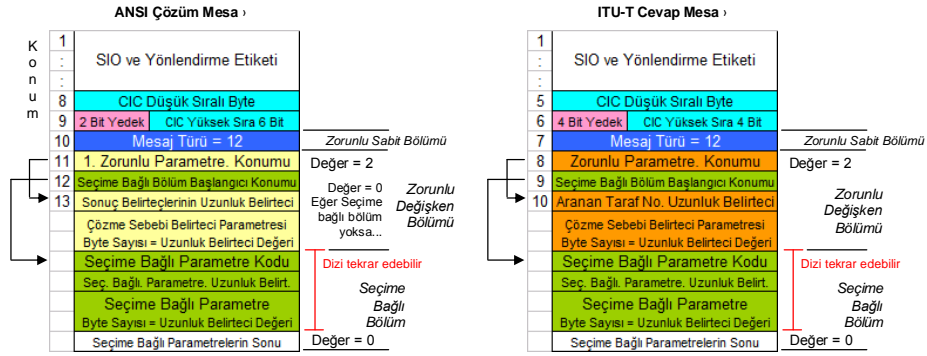 ANSI Çözüm Mesa ›
K
o
n
u
m
1
:
:
SIO ve Yönlendirme Etiketi
8
CIC Düşük Sıralı Byte
9
2 Bit Yedek
CIC Yüksek Sıra 6 Bit
10
Mesaj Türü = 12
Zorunlu Sabit Bölümü
11
1. Zorunlu Parametre. Konumu
Değer = 2
12
Seçime Bağlı Bölüm Başlangıcı Konumu
13
Sonuç Belirteçlerinin Uzunluk Belirteci
Değer = 0
Eğer Seçime
bağlı bölüm
yoksa...
Zorunlu
Değişken
Bölümü
Çözme Sebebi Belirteci Parametresi
Byte Sayısı = Uzunluk Belirteci Değeri
Seçime Bağlı Parametre Kodu
Dizi tekrar edebilir
Seç. Bağlı. Parametre. Uzunluk Belirt.
Seçime Bağlı Parametre
Byte Sayısı = Uzunluk Belirteci Değeri
Seçime
Bağlı
Bölüm
Seçime Bağlı Parametrelerin Sonu
Değer = 0
ITU-T Cevap Mesa ›
1
:
:
SIO ve Yönlendirme Etiketi
5
CIC Düşük Sıralı Byte
6
4 Bit Yedek
CIC Yüksek Sıra 4 Bit
7
Mesaj Türü = 12
Zorunlu Sabit Bölümü
8
Zorunlu Parametre. Konumu
Değer = 2
9
Seçime Bağlı Bölüm Başlangıcı Konumu
10
Aranan Taraf No. Uzunluk Belirteci
Zorunlu
Değişken
Bölümü
Çözme Sebebi Belirteci Parametresi
Byte Sayısı = Uzunluk Belirteci Değeri
Seçime Bağlı Parametre Kodu
Dizi tekrar edebilir
Seç. Bağlı. Parametre. Uzunluk Belirt.
Seçime Bağlı Parametre
Byte Sayısı = Uzunluk Belirteci Değeri
Seçime
Bağlı
Bölüm
Seçime Bağlı Parametrelerin Sonu
Değer = 0